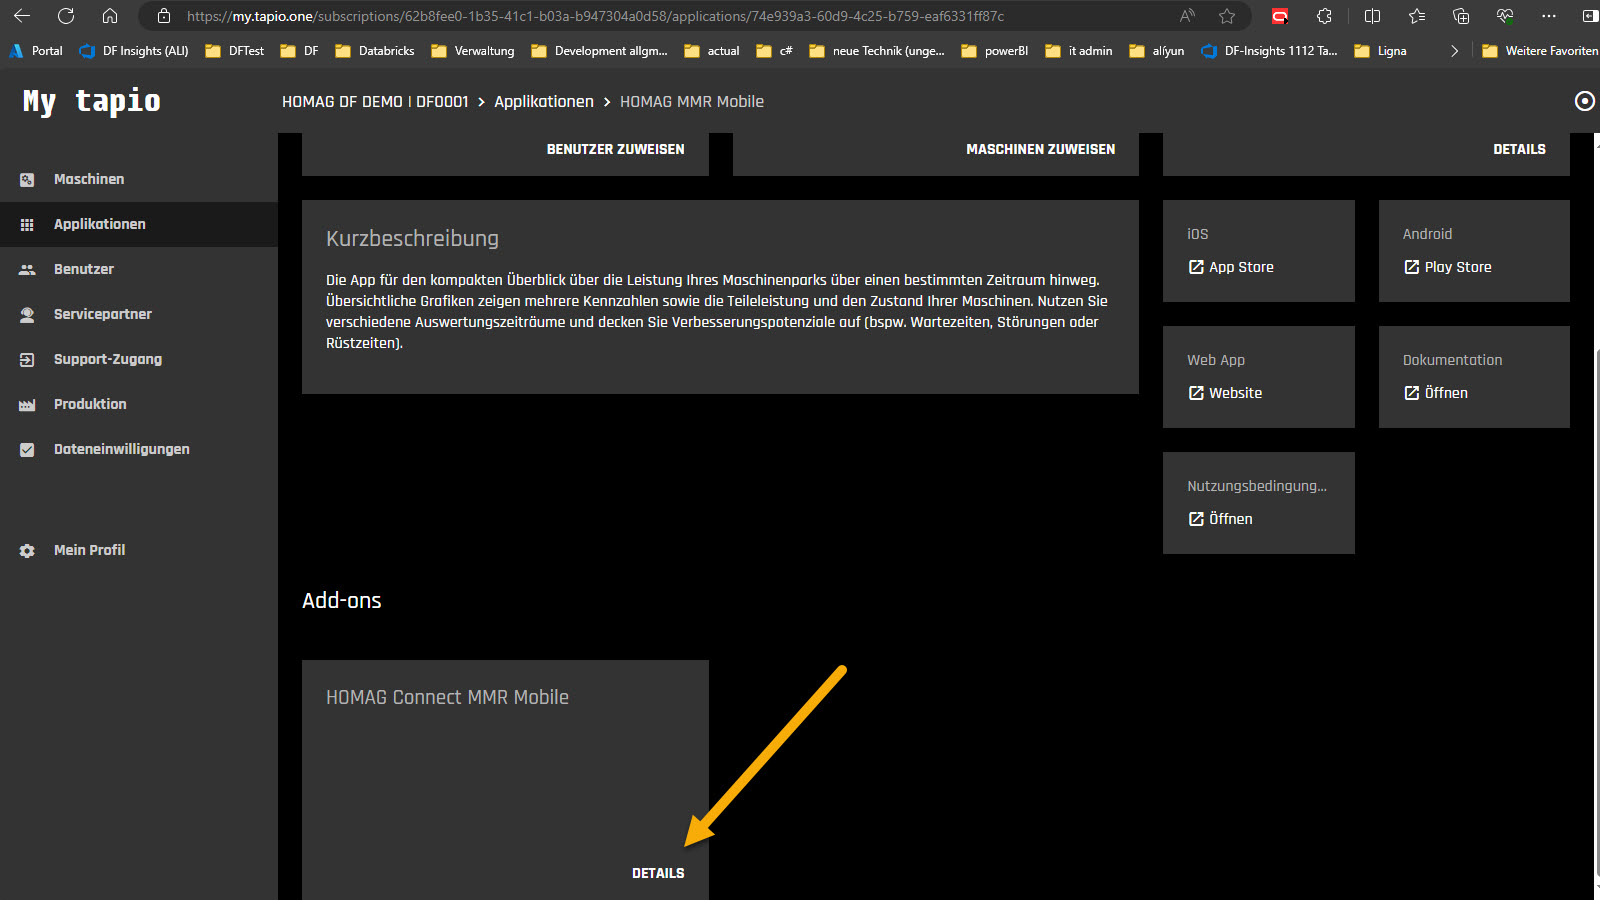 https://my.tapio.one/subscriptions/62b8fee0-1b35-41c1-b03a-b947304a0d58/applications/74e939a3-60d9-4c25-b759-eaf6331ff87c
Portal
DF Insights (ALI)
DFTest
DF
Databricks
Verwaltung
Development allgm...
actual
c#
neue Technik (unge...
powerBI
it admin
aliyun
DF-Insights 1112 Ta...
Ligna
Weitere Favoriten
My tapio
HOMAG DF DEMO | DF0001 > Applikationen > HOMAG MMR Mobile
BENUTZER ZUWEISEN
MASCHINEN ZUWEISEN
DETAILS
Maschinen
Applikationen
Benutzer
Servicepartner
Support-Zugang
Produktion
Dateneinwilligungen
Mein Profil
Kurzbeschreibung
Die App für den kompakten Überblick über die Leistung Ihres Maschinenparks über einen bestimmten Zeitraum hinweg.
Übersichtliche Grafiken zeigen mehrere Kennzahlen sowie die Teileleistung und den Zustand Ihrer Maschinen. Nutzen Sie
verschiedene Auswertungszeiträume und decken Sie Verbesserungspotenziale auf (bspw. Wartezeiten, Störungen oder
Rüstzeiten).
iOS
App Store
Android
Play Store
Web App
Website
Dokumentation
Öffnen
Nutzungsbedingung...
Öffnen
Add-ons
HOMAG Connect MMR Mobile
DETAILS